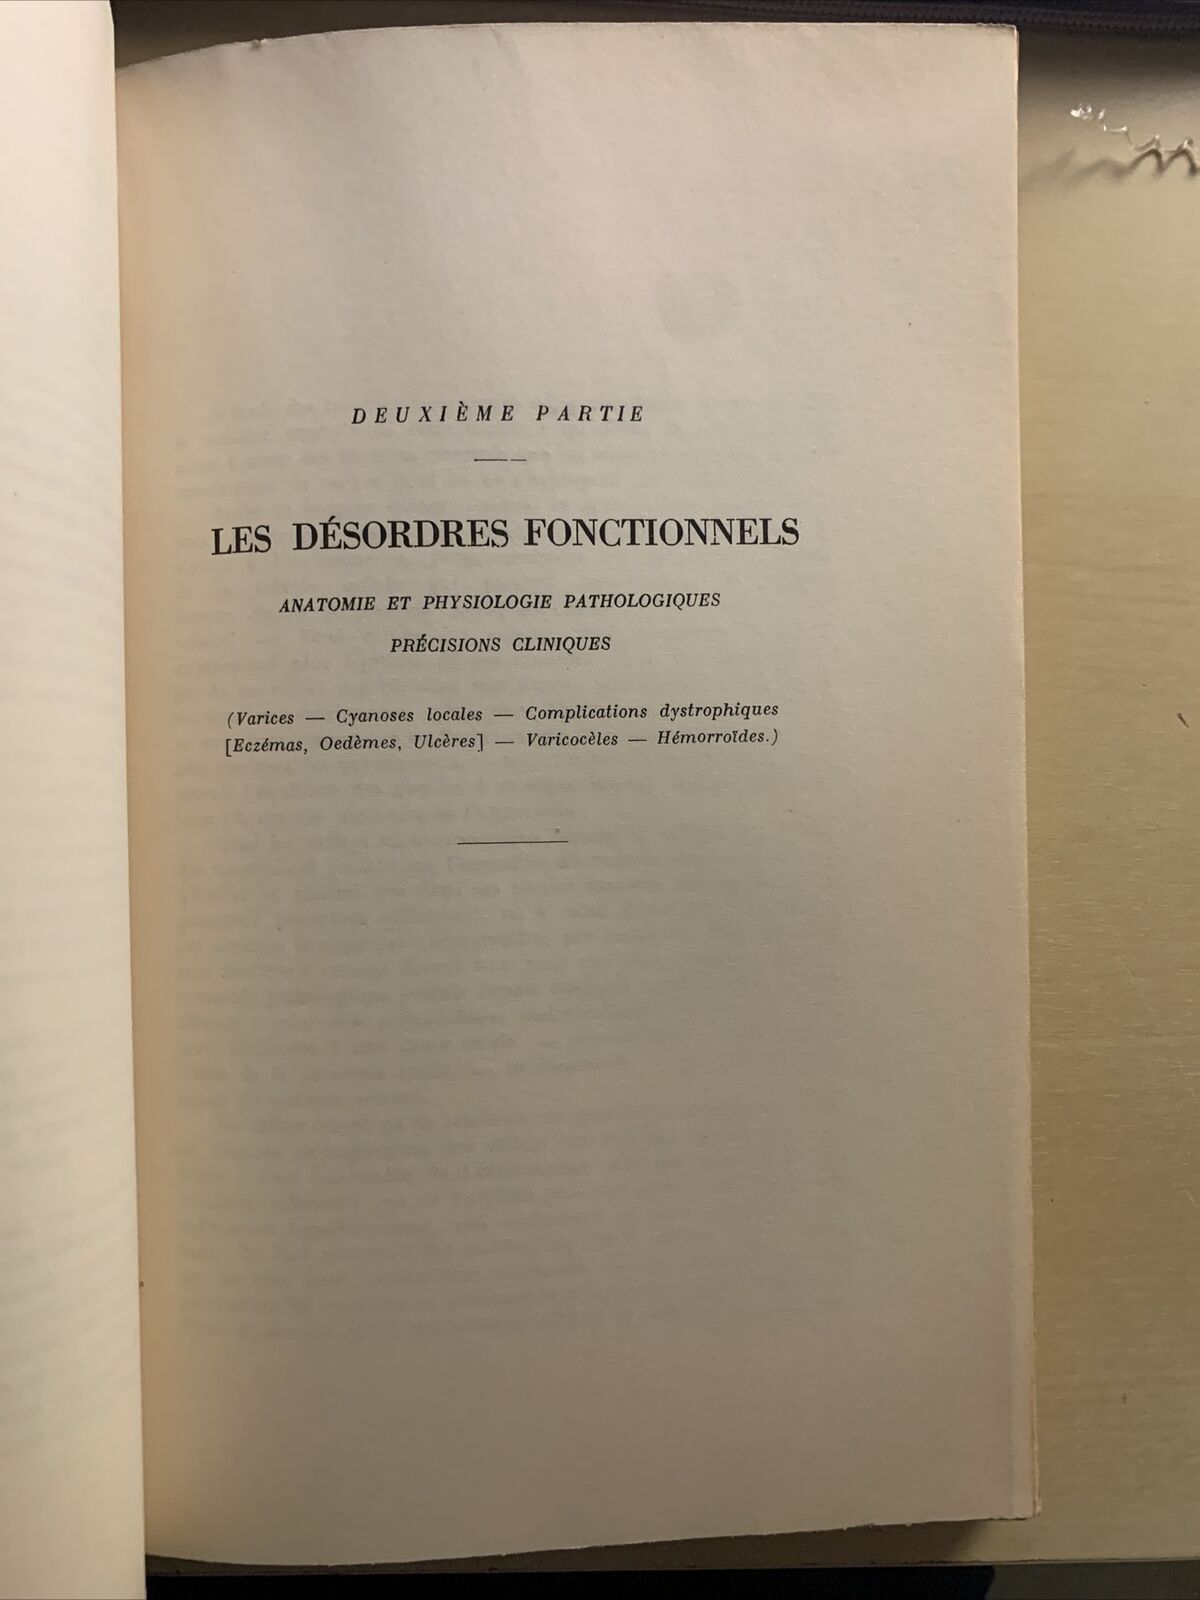 DEUXIÈME PARTIE
LES DÉSORDRES FONCTIONNELS
ANATOMIE ET PHYSIOLOGIE PATHOLOGIQUES
PRÉCISIONS CLINIQUES
(Varices — Cyanoses locales — Complications dystrophiques
[Eczémas, Oedèmes, Ulcères] — Varicocèles — Hémorroïdes.)